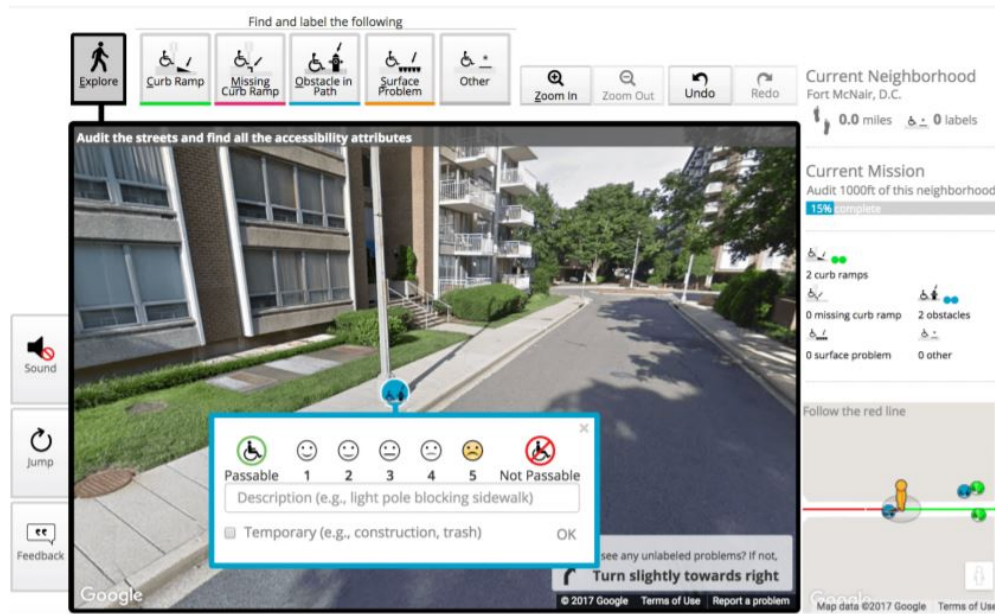 Find and label the following
Explore
Curb Ramp
Missing
Curb Ramp
Obstacle in
Path
Surface
Problem
Other
Zoom In
Zoom Out
Undo
Redo
Current Neighborhood
Fort McNair, D.C.
0.0 miles
0 labels
Audit the streets and find all the accessibility attributes
Current Mission
Audit 1000ft of this neighborhood
15% complete
2 curb ramps
0 missing curb ramp
2 obstacles
0 surface problem
0 other
Sound
Jump
Feedback
Passable
1
2
3
4
5
Not Passable
×
Description (e.g., light pole blocking sidewalk)
Temporary (e.g., construction, trash)
OK
see any unlabeled problems? If not,
Turn slightly towards right
Google
© 2017 Google
Terms of Use
Report a problem
Follow the red line
Google
Map data ©2017 Google
Terms of Use